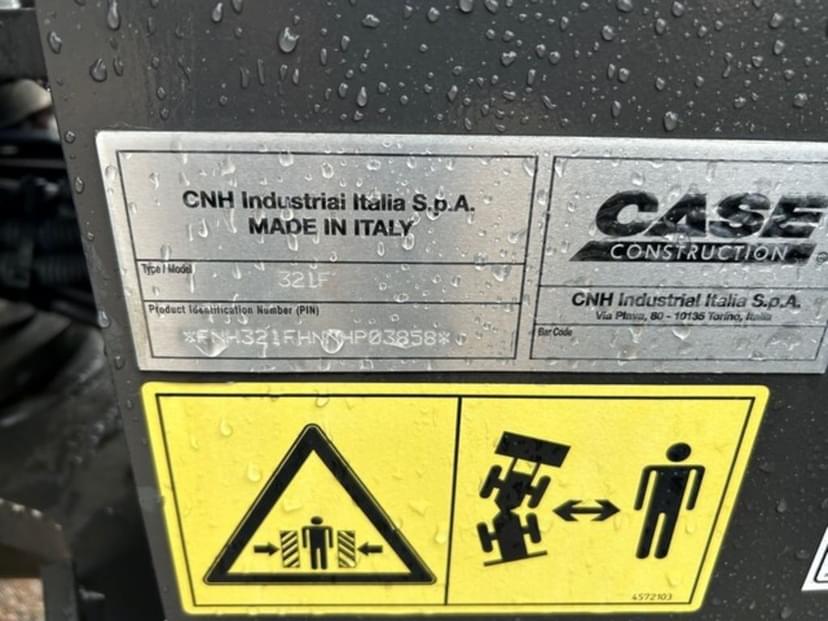 CNH Industrial Italia S.p.A.
MADE IN ITALY
Type / Model
321F
Product Identification Number (PIN)
*FNH321FHNNHP03858*
CASE
CONSTRUCTION
CNH Industrial Italia S.p.A.
Via Plava, 80 - 10135 Torino, Italia
Bar Code
4572103